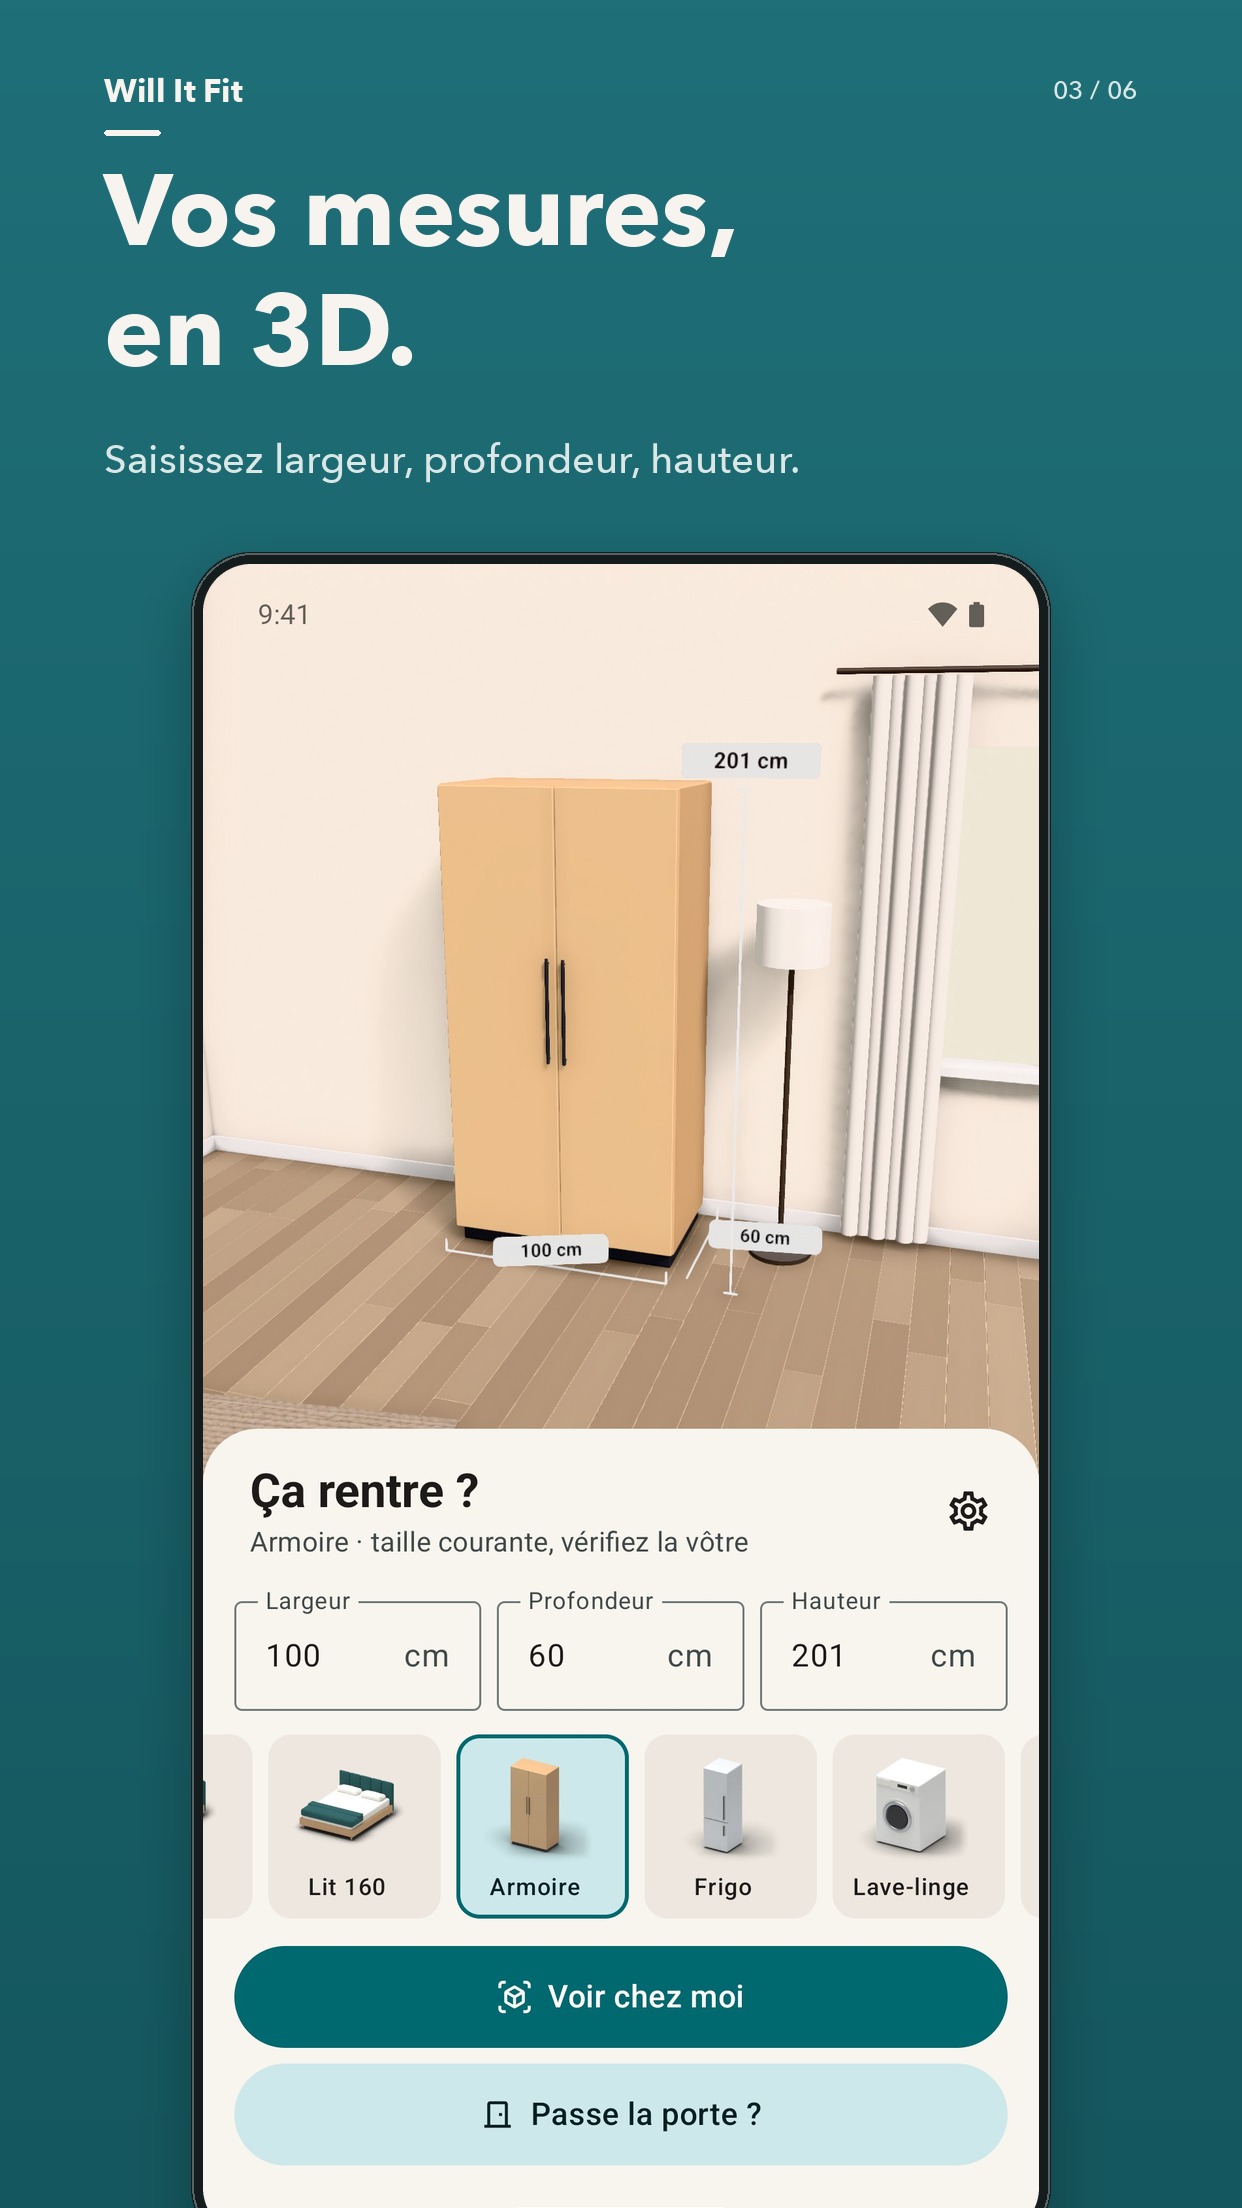 Will It Fit
03 / 06
Vos mesures,
en 3D.
Saisissez largeur, profondeur, hauteur.
9:41
201 cm
100 cm
60 cm
Ça rentre ?
Armoire · taille courante, vérifiez la vôtre
Largeur
Profondeur
Hauteur
100 cm
60 cm
201 cm
Lit 160
Armoire
Frigo
Lave-linge
Voir chez moi
Passe la porte ?